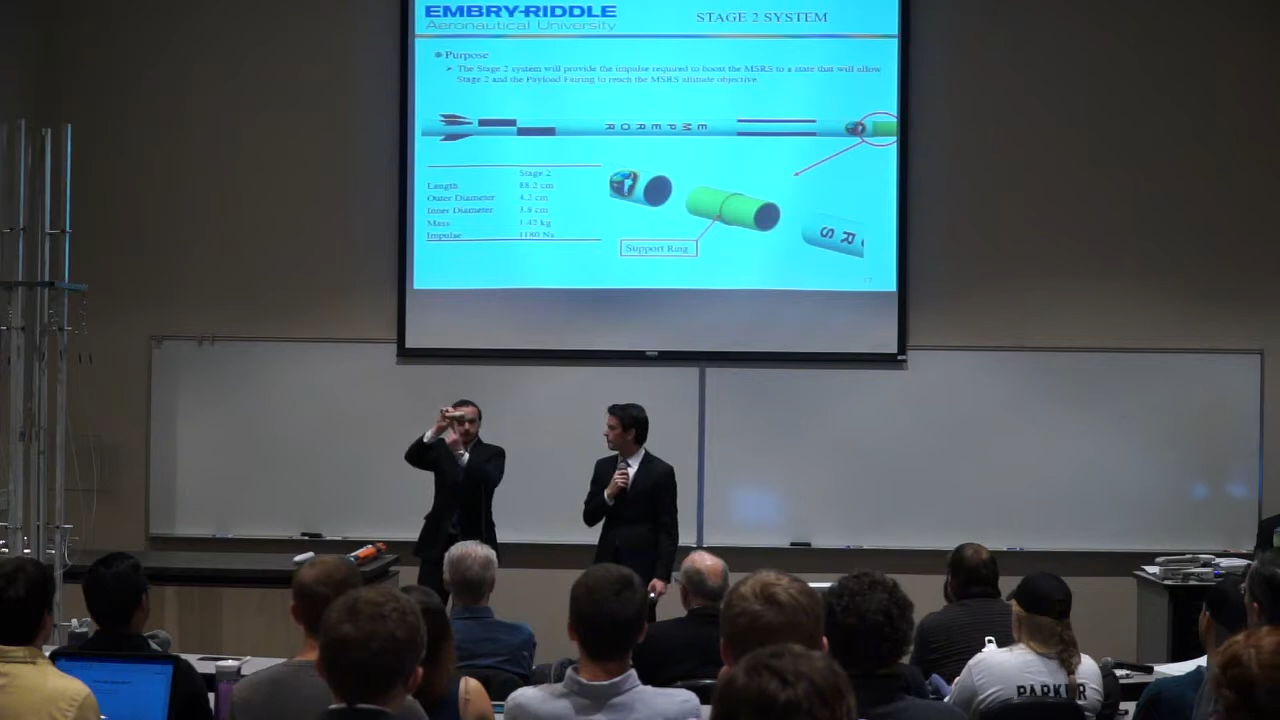 EMBRY-RIDDLE
Aeronautical University
STAGE 2 SYSTEM
Purpose
➢ The Stage 2 system will provide the impulse required to boost the MSRS to a state that will allow
Stage 2 and the Payload Fairing to reach the MSRS altitude objective.
EMPEROR
Stage 2
Length 88.2 cm
Outer Diameter 4.2 cm
Inner Diameter 3.8 cm
Mass 1.42 kg
Impulse 1180 Ns
Support Ring
RS
17
PARKER